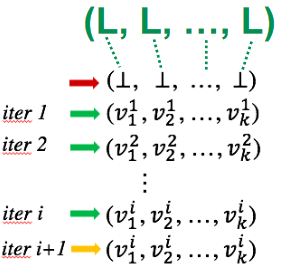 (L, L, ..., L)
(⊥, ⊥, ..., ⊥)
iter 1 (v₁¹, v₂¹, ..., vₖ¹)
iter 2 (v₁², v₂², ..., vₖ²)
⋮
iter i (v₁ⁱ, v₂ⁱ, ..., vₖⁱ)
iter i+1 (v₁ⁱ, v₂ⁱ, ..., vₖⁱ)